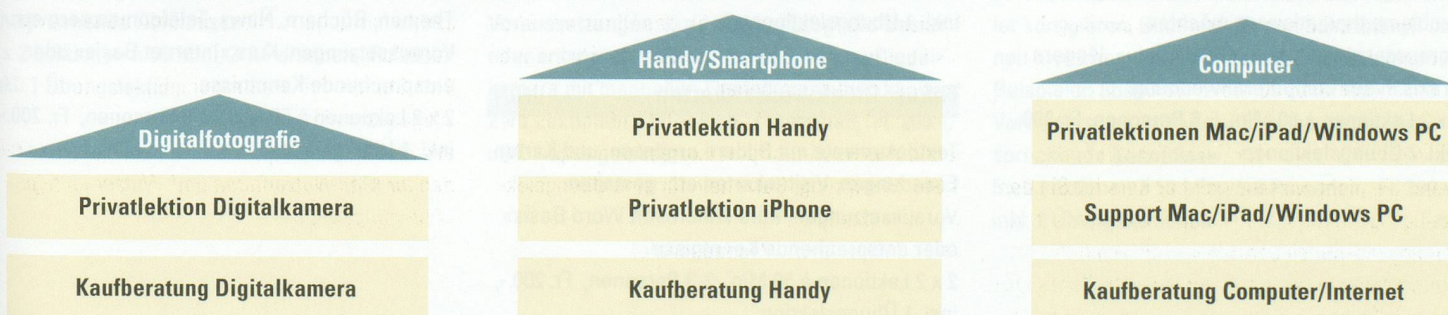 Digitalfotografie
Privatlektion Digitalkamera
Kaufberatung Digitalkamera
Handy/Smartphone
Privatlektion Handy
Privatlektion iPhone
Kaufberatung Handy
Computer
Privatlektionen Mac/iPad/Windows PC
Support Mac/iPad/Windows PC
Kaufberatung Computer/Internet